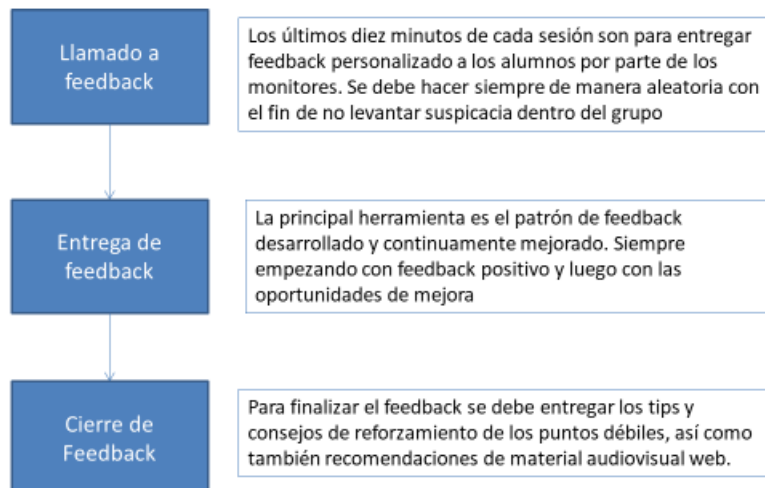 Llamado a
feedback
Los últimos diez minutos de cada sesión son para entregar
feedback personalizado a los alumnos por parte de los
monitores. Se debe hacer siempre de manera aleatoria con
el fin de no levantar suspicacia dentro del grupo
Entrega de
feedback
La principal herramienta es el patrón de feedback
desarrollado y continuamente mejorado. Siempre
empezando con feedback positivo y luego con las
oportunidades de mejora
Cierre de
Feedback
Para finalizar el feedback se debe entregar los tips y
consejos de reforzamiento de los puntos débiles, así como
también recomendaciones de material audiovisual web.